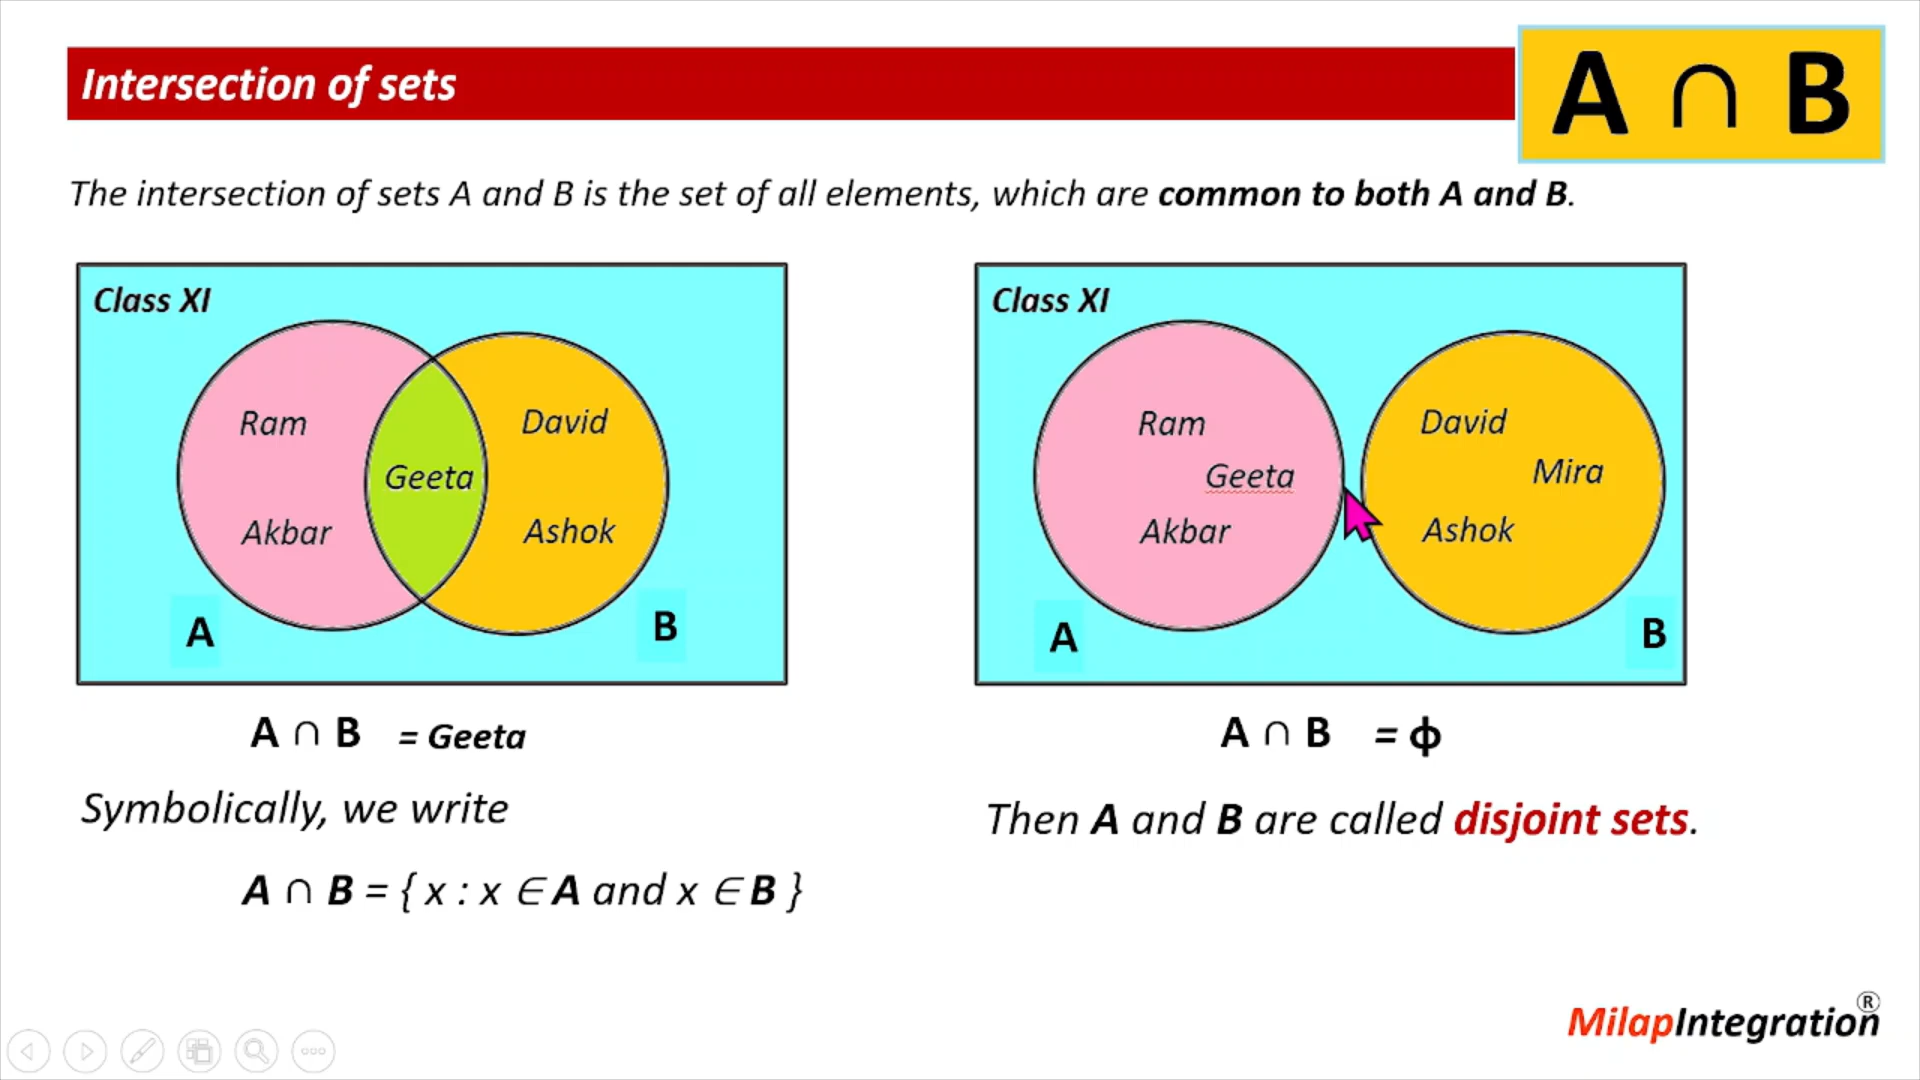 Intersection of sets
A ∩ B
The intersection of sets A and B is the set of all elements, which are common to both A and B.
Class XI
Ram
David
Geeta
Akbar
Ashok
A
B
A ∩ B = Geeta
Symbolically, we write
A ∩ B = { x : x ∈ A and x ∈ B }
Class XI
Ram
David
Geeta
Mira
Akbar
Ashok
A
B
A ∩ B = ϕ
Then A and B are called disjoint sets.
MilapIntegration®